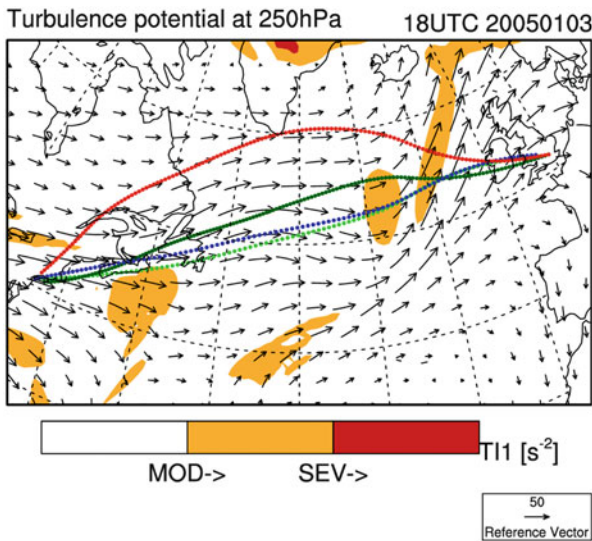 Turbulence potential at 250hPa 18UTC 20050103
MOD-> SEV-> TI1 [s⁻²]
50
Reference Vector